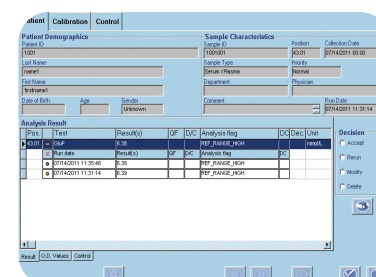 Patient Calibration Control
Patient Demographics Sample Characteristics
Patient ID Sample ID Position Collection Date
1001 1001001 43.01 07/14/2011 00:00
Last Name Sample Type Priority
name1 Serum / Plasma Normal
First Name Department Physician
firstname1
Date of Birth Age Gender Comment Run Date
Unknown 07/14/2011 11:31:14
Analysis Result
Pos. Test Result(s) QF D/C Analysis flag OC Dec. Unit Decision
43.01 GluF 6.38 REF_RANGE_HIGH mmol/L Accept
Run date Result(s) QF D/C Analysis flag DC
07/14/2011 11:35:48 6.38 REF_RANGE_HIGH Rerun
07/14/2011 11:31:14 6.39 REF_RANGE_HIGH Modify
Delete
Result O.D. Values Control